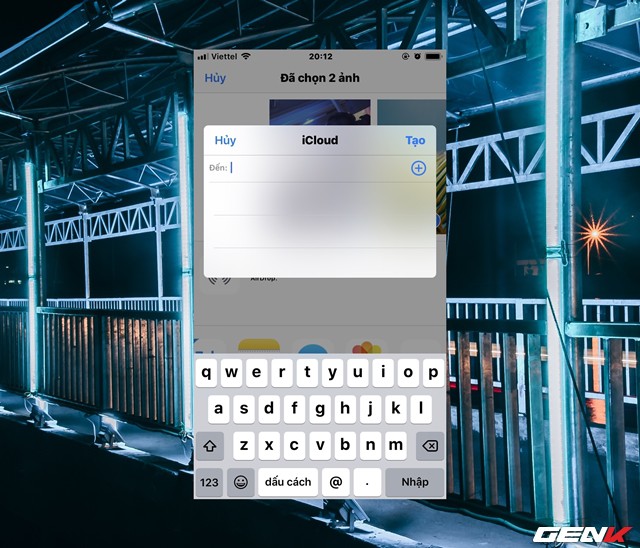 Viettel 20:12
Hủy Đã chọn 2 ảnh
Hủy iCloud Tạo
Đến:
AirDrop.
q w e r t y u i o p
a s d f g h j k l
z x c v b n m
123 dấu cách @ . Nhập
GENK